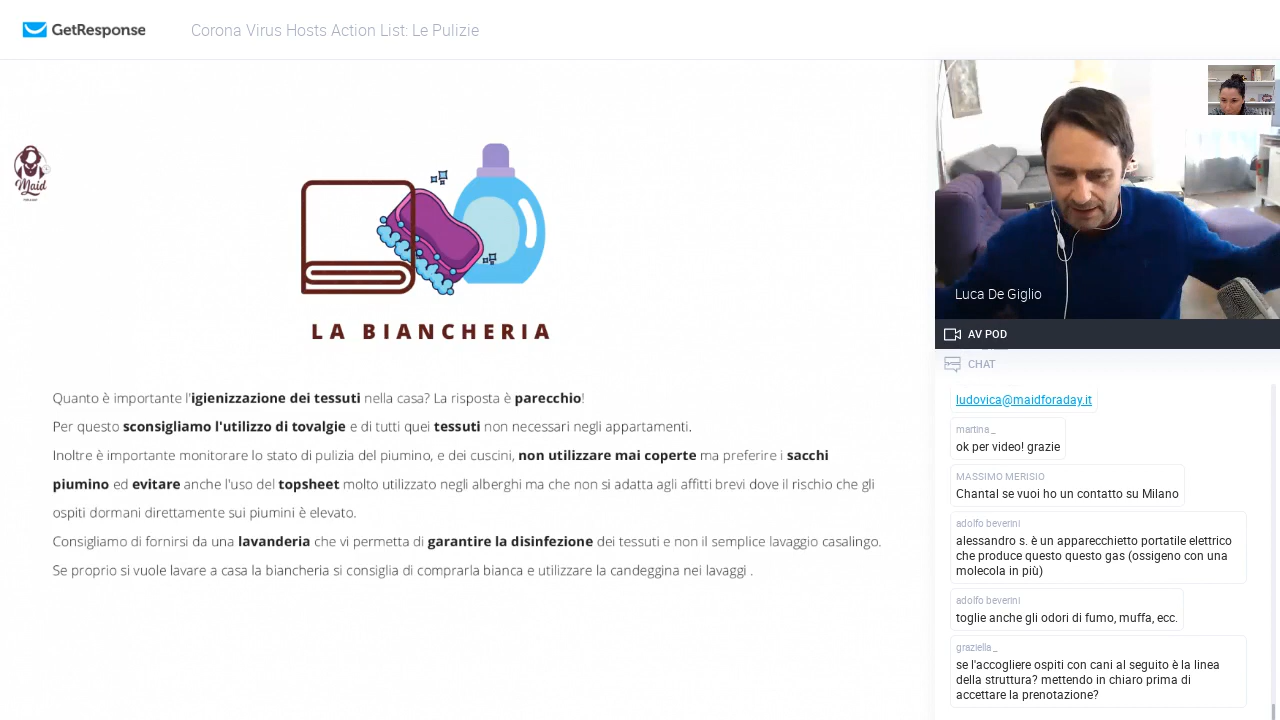 GetResponse
Corona Virus Hosts Action List: Le Pulizie
Maid
LA BIANCHERIA
Quanto è importante l'igienizzazione dei tessuti nella casa? La risposta è parecchio!
Per questo sconsigliamo l'utilizzo di tovalgie e di tutti quei tessuti non necessari negli appartamenti.
Inoltre è importante monitorare lo stato di pulizia del piumino, e dei cuscini, non utilizzare mai coperte ma preferire i sacchi
piumino ed evitare anche l'uso del topsheet molto utilizzato negli alberghi ma che non si adatta agli affitti brevi dove il rischio che gli
ospiti dormani direttamente sui piumini è elevato.
Consigliamo di fornirsi da una lavanderia che vi permetta di garantire la disinfezione dei tessuti e non il semplice lavaggio casalingo.
Se proprio si vuole lavare a casa la biancheria si consiglia di comprarla bianca e utilizzare la candeggina nei lavaggi .
Luca De Giglio
AV POD
CHAT
ludovica@maidforaday.it
martina _
ok per video! grazie
MASSIMO MERISIO
Chantal se vuoi ho un contatto su Milano
adolfo beverini
alessandro s. è un apparecchietto portatile elettrico
che produce questo questo gas (ossigeno con una
molecola in più)
adolfo beverini
toglie anche gli odori di fumo, muffa, ecc.
graziella _
se l'accogliere ospiti con cani al seguito è la linea
della struttura? mettendo in chiaro prima di
accettare la prenotazione?